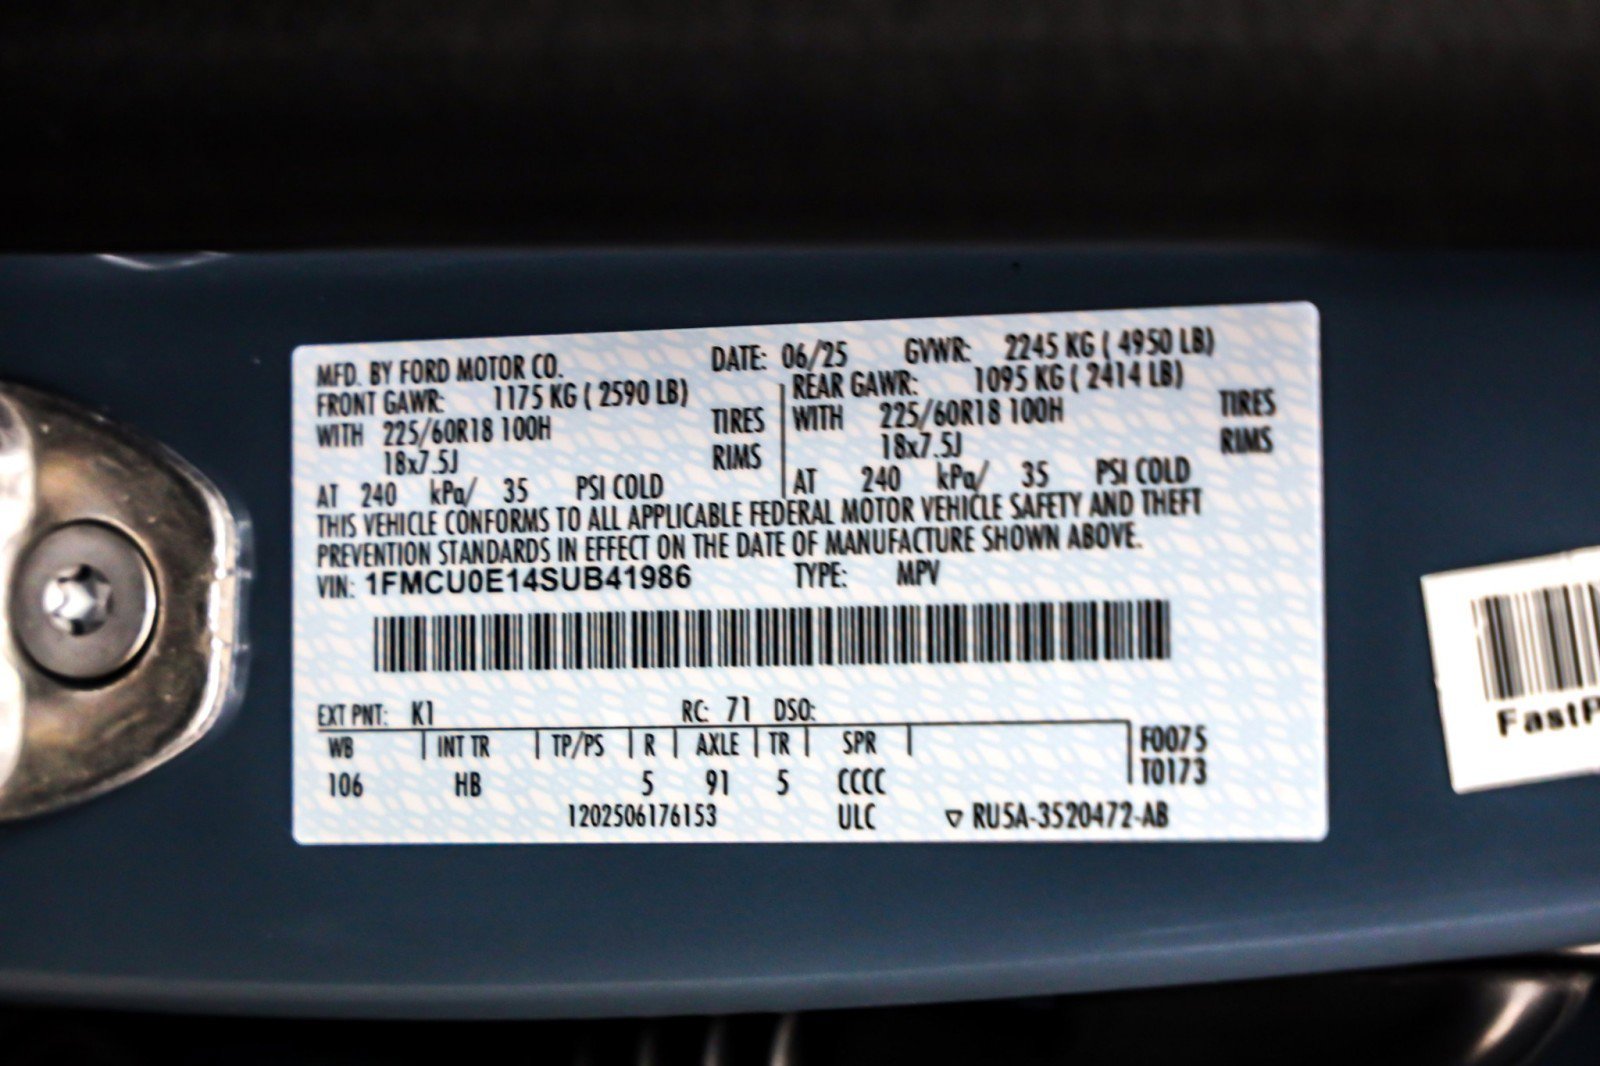 MFD. BY FORD MOTOR CO. DATE: 06/25 GVWR: 2245 KG ( 4950 LB)
FRONT GAWR: 1175 KG ( 2590 LB) REAR GAWR: 1095 KG ( 2414 LB)
WITH 225/60R18 100H TIRES WITH 225/60R18 100H TIRES
18x7.5J RIMS 18x7.5J RIMS
AT 240 kPa/ 35 PSI COLD AT 240 kPa/ 35 PSI COLD
THIS VEHICLE CONFORMS TO ALL APPLICABLE FEDERAL MOTOR VEHICLE SAFETY AND THEFT
PREVENTION STANDARDS IN EFFECT ON THE DATE OF MANUFACTURE SHOWN ABOVE.
VIN: 1FMCU0E14SUB41986 TYPE: MPV
EXT PNT: K1 RC: 71 DSO:
WB INT TR TP/PS R AXLE TR SPR F0075
106 HB 5 91 5 CCCC T0173
1202506176153 ULC RU5A-3520472-AB